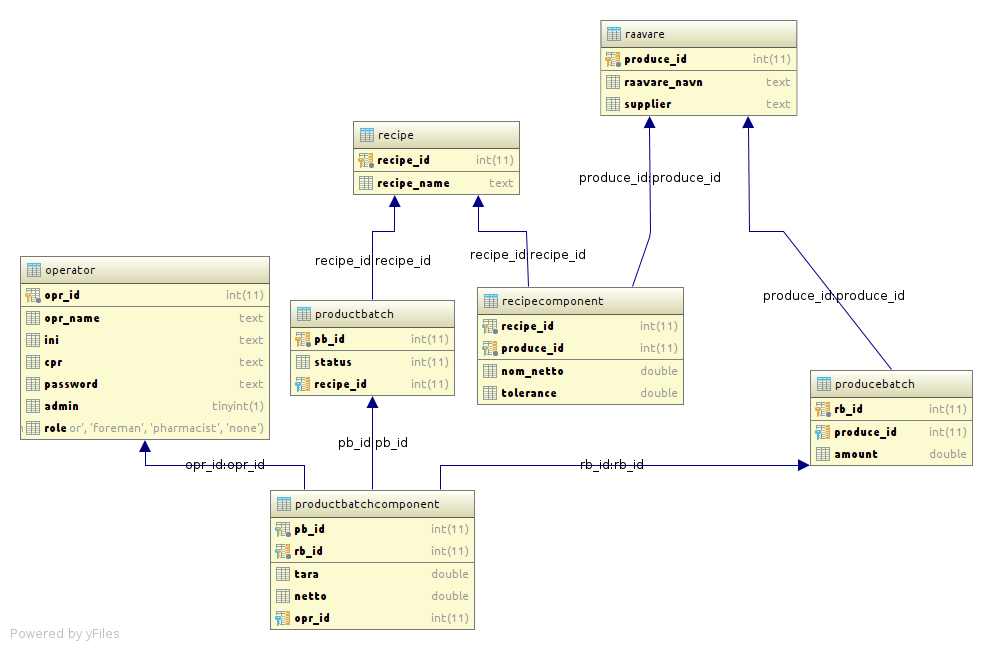 raavare
produce_id int(11)
raavare_navn text
supplier text
recipe
recipe_id int(11)
recipe_name text
produce_id:produce_id
recipe_id:recipe_id
recipe_id:recipe_id
operator
opr_id int(11)
opr_name text
ini text
cpr text
password text
admin tinyint(1)
role or', 'foreman', 'pharmacist', 'none')
productbatch
pb_id int(11)
status int(11)
recipe_id int(11)
recipecomponent
recipe_id int(11)
produce_id int(11)
nom_netto double
tolerance double
produce_id:produce_id
producebatch
rb_id int(11)
produce_id int(11)
amount double
pb_id:pb_id
opr_id:opr_id
rb_id:rb_id
productbatchcomponent
pb_id int(11)
rb_id int(11)
tara double
netto double
opr_id int(11)
Powered by yFiles